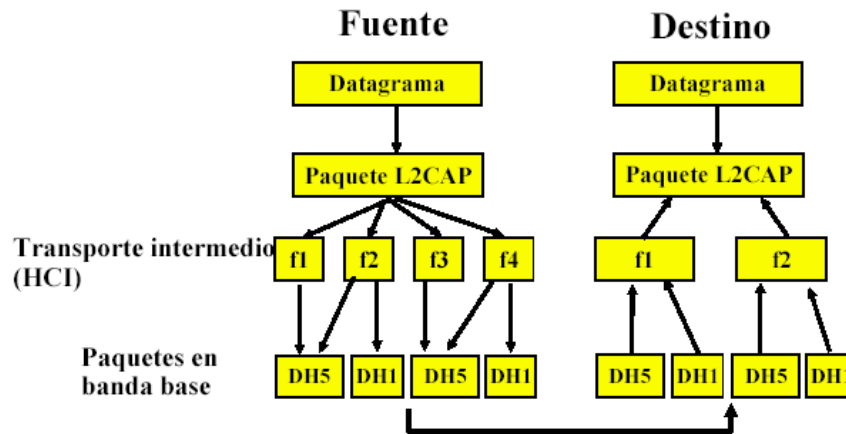 Fuente
Destino
Datagrama
Datagrama
Paquete L2CAP
Paquete L2CAP
Transporte intermedio
(HCI)
f1
f2
f3
f4
f1
f2
Paquetes en
banda base
DH5
DH1
DH5
DH1
DH5
DH1
DH5
DH1